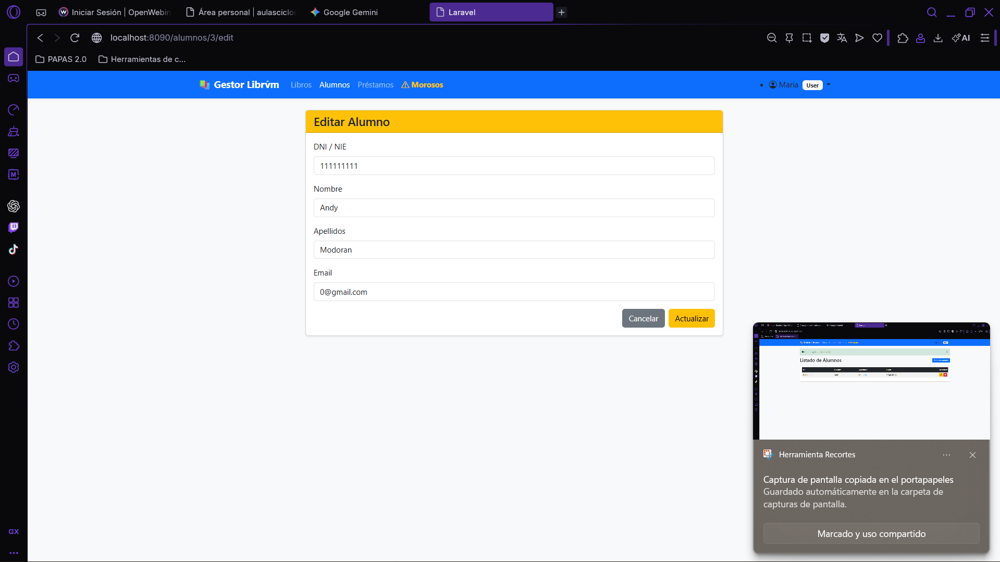 Iniciar Sesión | OpenWebin
Área personal | aulasciclos
Google Gemini
Laravel
localhost:8090/alumnos/3/edit
AI
PAPAS 2.0
Herramientas de c...
Gestor Librvm
Libros
Alumnos
Préstamos
Morosos
Maria
User
Editar Alumno
DNI / NIE
111111111
Nombre
Andy
Apellidos
Modoran
Email
0@gmail.com
Cancelar
Actualizar
M
GX
Listado de Alumnos
Herramienta Recortes
Captura de pantalla copiada en el portapapeles
Guardado automáticamente en la carpeta de
capturas de pantalla.
Marcado y uso compartido